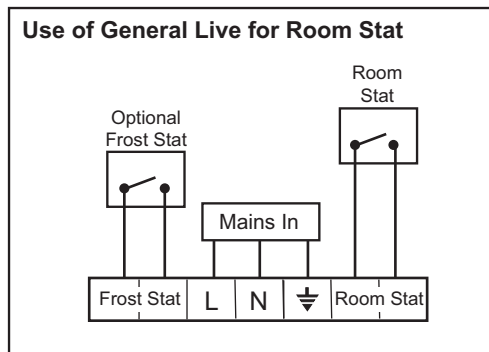 Use of General Live for Room Stat
Room
Stat
Optional
Frost Stat
Mains In
Frost Stat
L
N
Room Stat